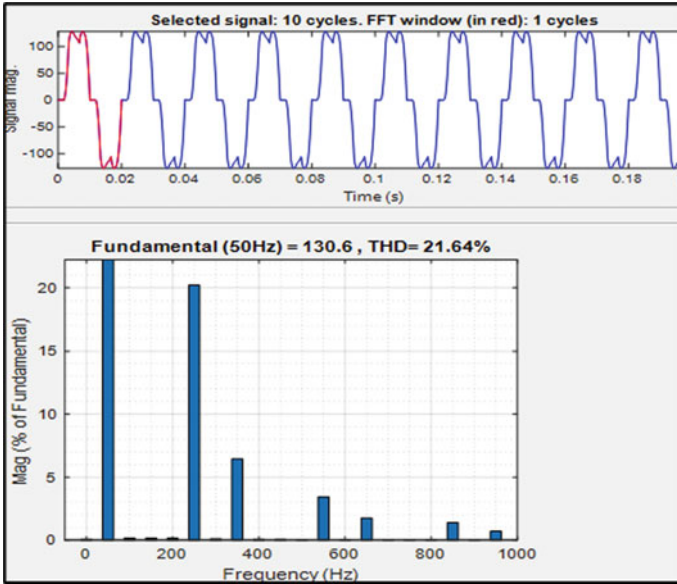 Selected signal: 10 cycles. FFT window (in red): 1 cycles
Signal mag.
100
50
0
-50
-100
0 0.02 0.04 0.06 0.08 0.1 0.12 0.14 0.16 0.18
Time (s)
Fundamental (50Hz) = 130.6 , THD= 21.64%
Mag (% of Fundamental)
20
15
10
5
0
0 200 400 600 800 1000
Frequency (Hz)